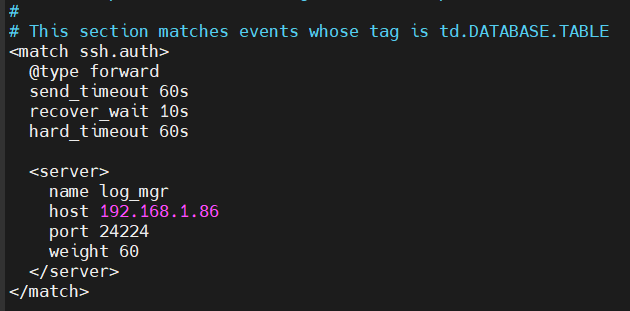 #
# This section matches events whose tag is td.DATABASE.TABLE
<match ssh.auth>
  @type forward
  send_timeout 60s
  recover_wait 10s
  hard_timeout 60s

  <server>
    name log_mgr
    host 192.168.1.86
    port 24224
    weight 60
  </server>
</match>